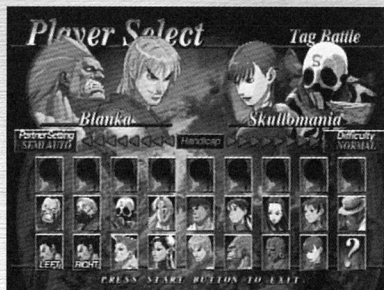 Player Select
Tag Battle
Blanka
Skullomania
Partner Setting
SEMI AUTO
Handicap
Difficulty
NORMAL
LEFT
RIGHT
?
PRESS START BUTTON TO EXIT.